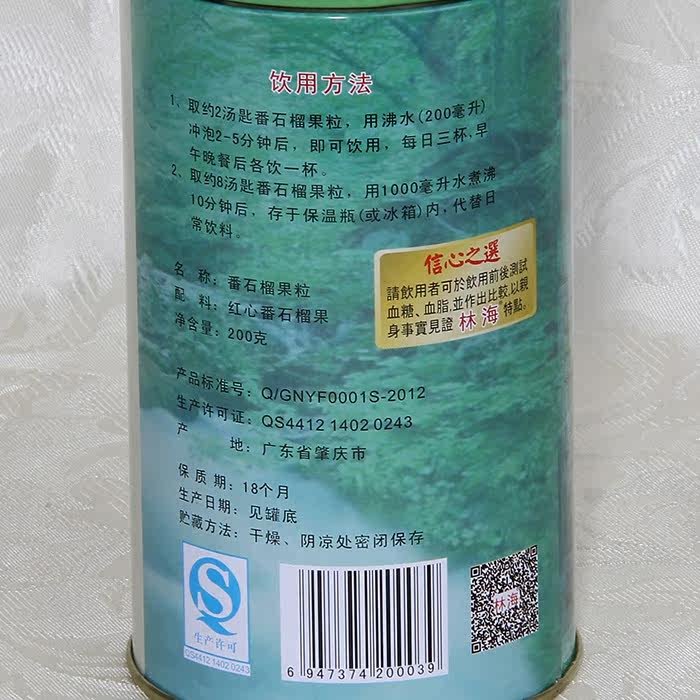 饮用方法
1、取约2汤匙番石榴果粒，用沸水(200毫升)
冲泡2-5分钟后，即可饮用，每日三杯,早
午晚餐后各饮一杯。
2、取约8汤匙番石榴果粒，用1000毫升水煮沸
10分钟后，存于保温瓶(或冰箱)内,代替日
常饮料。
信心之選
請飲用者可於飲用前後測試
血糖、血脂,並作出比較,以親
身事實見證林海®特點。
名 称: 番石榴果粒
配 料: 红心番石榴果
净含量: 200克
产品标准号: Q/GNYF0001S-2012
生产许可证: QS4412 1402 0243
产 地: 广东省肇庆市
保 质 期: 18个月
生产日期: 见罐底
贮藏方法: 干燥、阴凉处密闭保存
生产许可
QS4412 1402 0243
6 947374 200039
林海